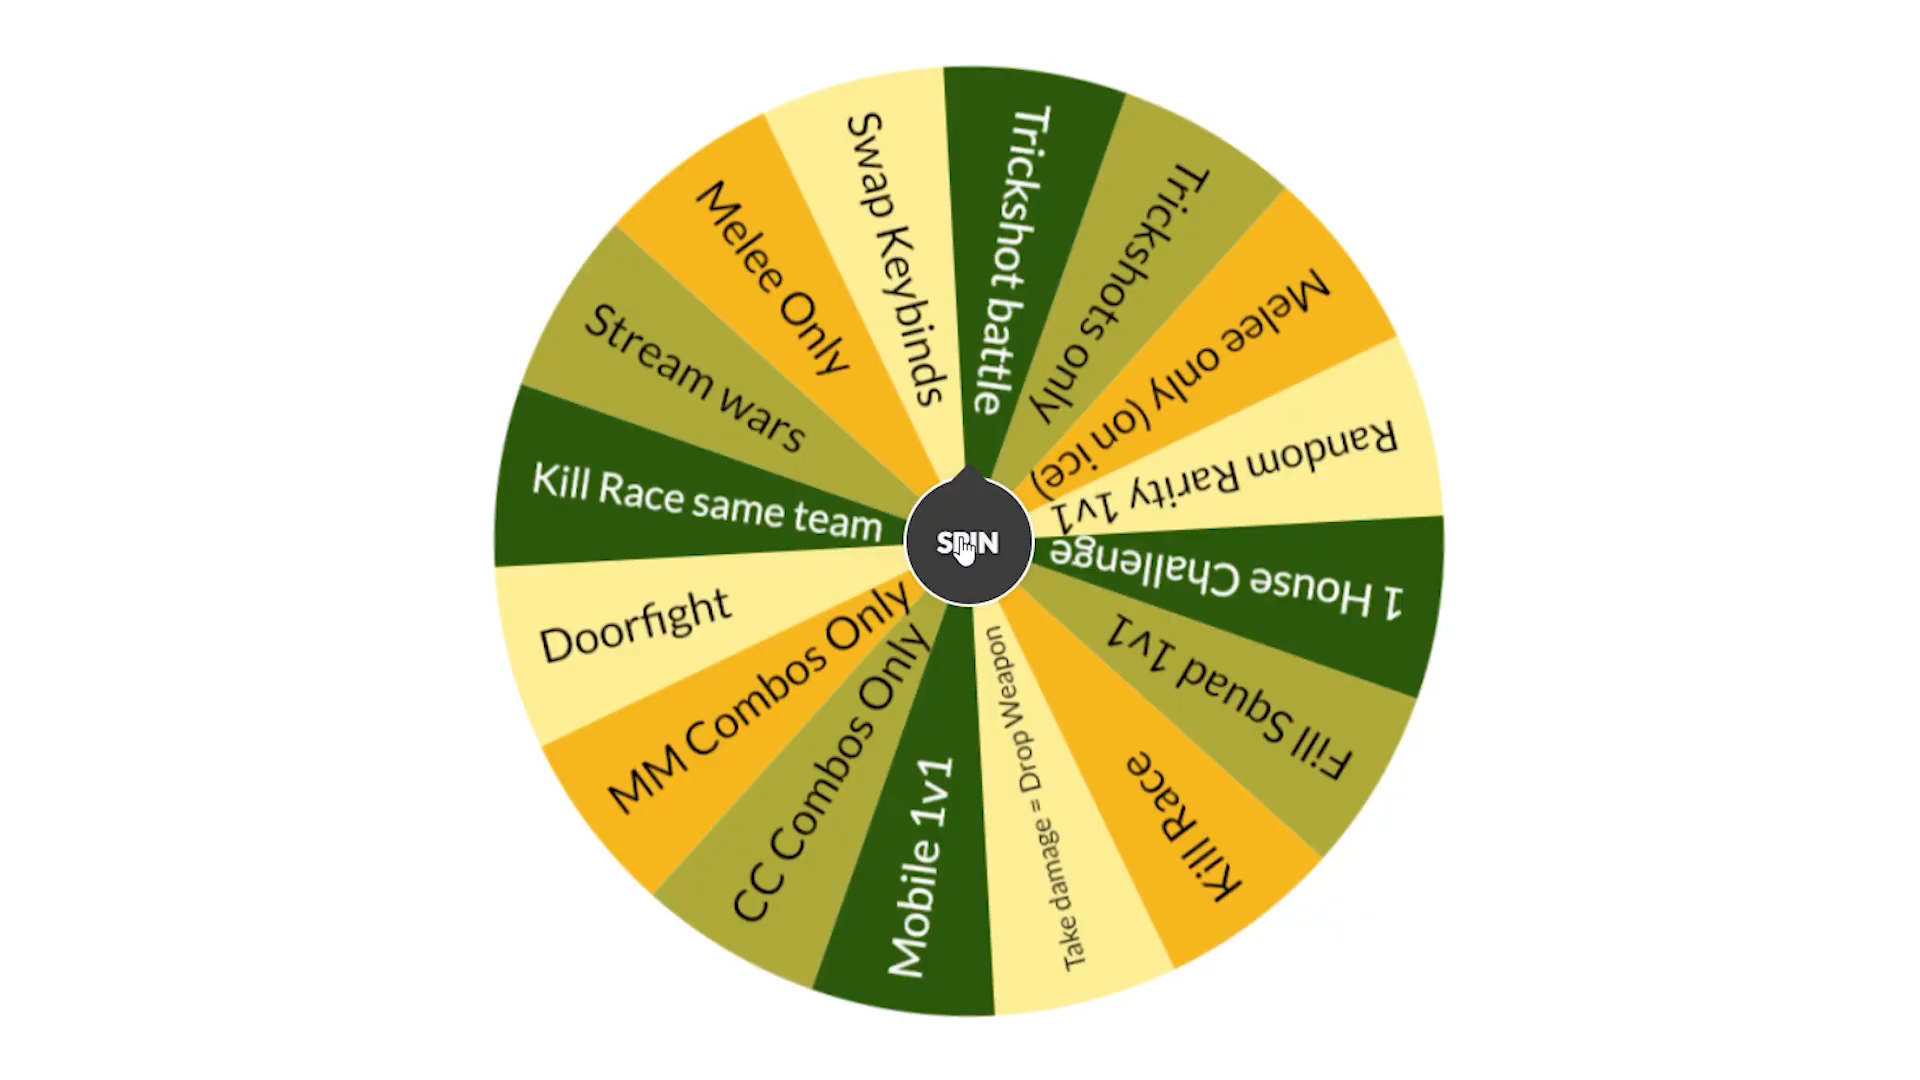 Trickshot battle
Trickshots only
Melee only (on ice)
Random Rarity 1v1
1 House Challenge
Fill Squad 1v1
Kill Race
Take damage = Drop Weapon
Mobile 1v1
CC Combos Only
MM Combos Only
Doorfight
Kill Race same team
Stream wars
Melee Only
Swap Keybinds
SPIN